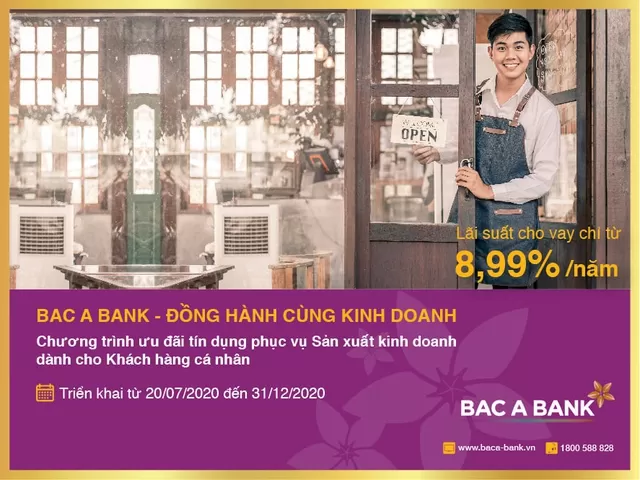 WELCOME
OPEN
Lãi suất cho vay chỉ từ
8,99% /năm
BAC A BANK - ĐỒNG HÀNH CÙNG KINH DOANH
Chương trình ưu đãi tín dụng phục vụ Sản xuất kinh doanh
dành cho Khách hàng cá nhân
Triển khai từ 20/07/2020 đến 31/12/2020
BAC A BANK
www.baca-bank.vn
1800 588 828